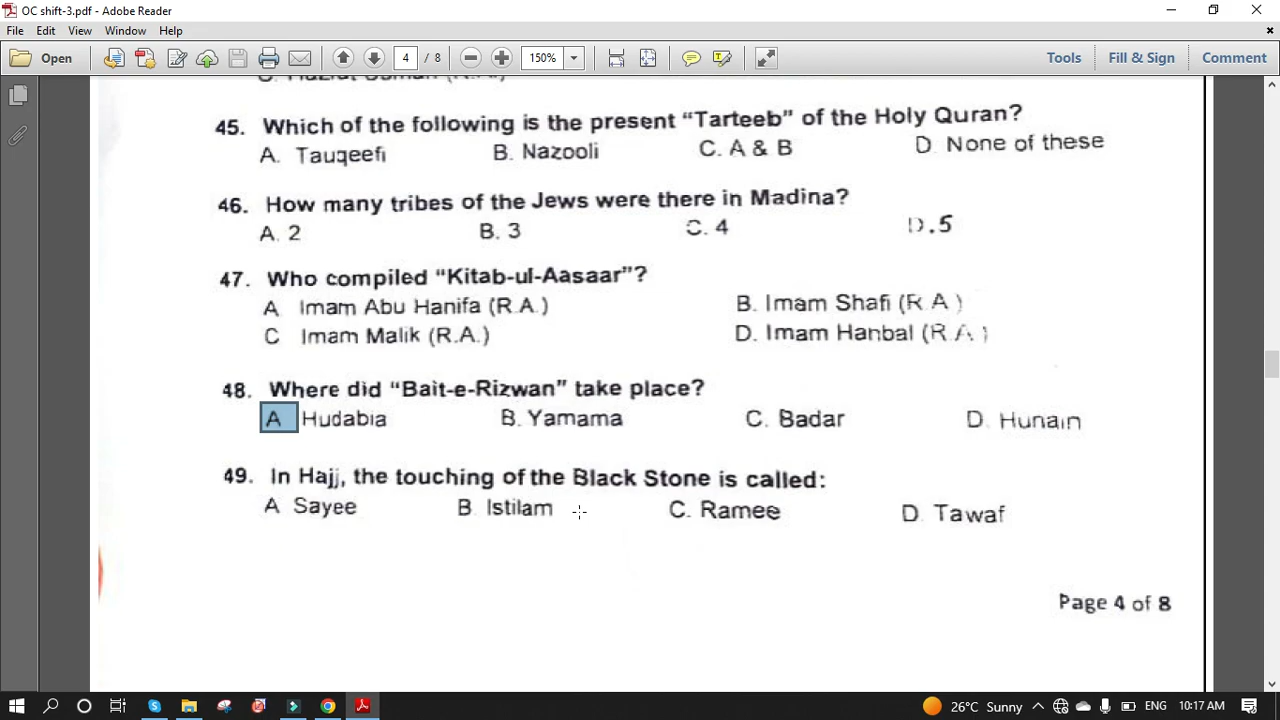 OC shift-3.pdf - Adobe Reader
File Edit View Window Help
Open 4 / 8 150% Tools Fill & Sign Comment
45. Which of the following is the present “Tarteeb” of the Holy Quran?
A. Tauqeefi B. Nazooli C. A & B D. None of these
46. How many tribes of the Jews were there in Madina?
A. 2 B. 3 C. 4 D.5
47. Who compiled “Kitab-ul-Aasaar”?
A Imam Abu Hanifa (R.A.) B. Imam Shafi (R.A.)
C Imam Malik (R.A.) D. Imam Hanbal (R.A.)
48. Where did “Bait-e-Rizwan” take place?
A Hudabia B. Yamama C. Badar D. Hunain
49. In Hajj, the touching of the Black Stone is called:
A Sayee B. Istilam C. Ramee D. Tawaf
Page 4 of 8
26°C Sunny ENG 10:17 AM